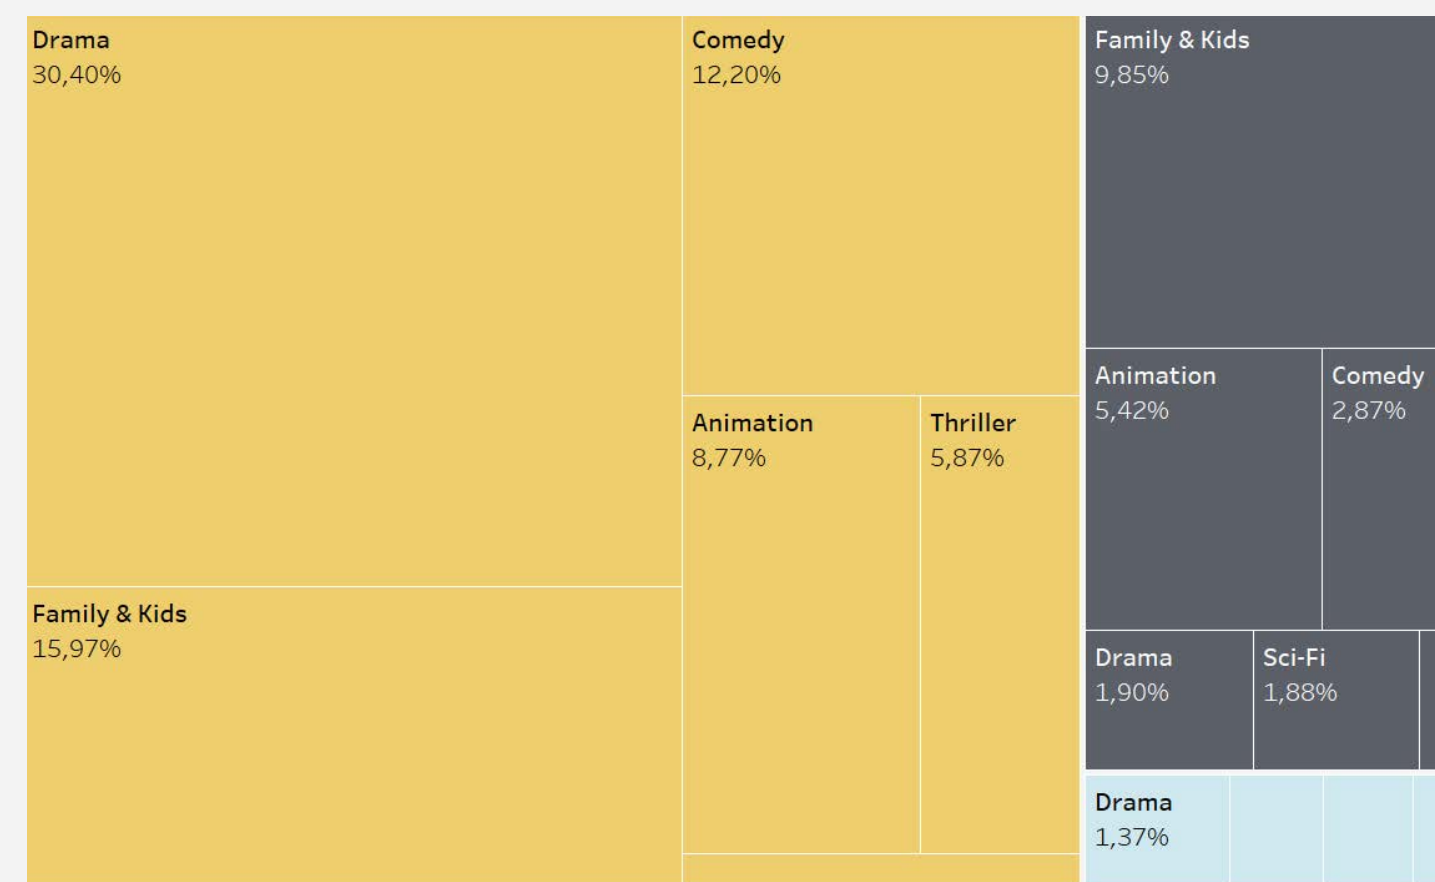 Drama
30,40%
Family & Kids
15,97%
Comedy
12,20%
Animation
8,77%
Thriller
5,87%
Family & Kids
9,85%
Animation
5,42%
Comedy
2,87%
Drama
1,90%
Sci-Fi
1,88%
Drama
1,37%